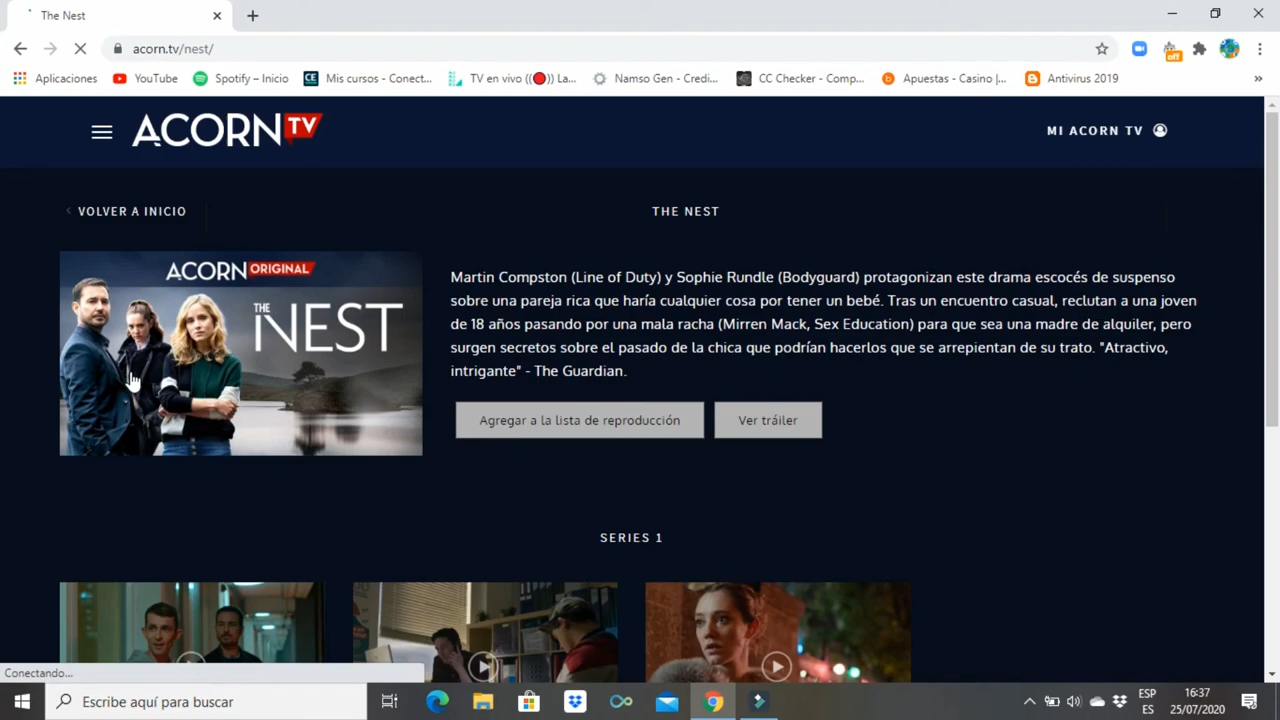 The Nest
acorn.tv/nest/
Aplicaciones YouTube Spotify – Inicio Mis cursos - Conect... TV en vivo ((🔴)) La... Namso Gen - Credi... CC Checker - Comp... Apuestas - Casino |... Antivirus 2019 »
off
ACORN TV
MI ACORN TV
VOLVER A INICIO
THE NEST
ACORN ORIGINAL
THE NEST
Martin Compston (Line of Duty) y Sophie Rundle (Bodyguard) protagonizan este drama escocés de suspenso
sobre una pareja rica que haría cualquier cosa por tener un bebé. Tras un encuentro casual, reclutan a una joven
de 18 años pasando por una mala racha (Mirren Mack, Sex Education) para que sea una madre de alquiler, pero
surgen secretos sobre el pasado de la chica que podrían hacerlos que se arrepientan de su trato. "Atractivo,
intrigante" - The Guardian.
Agregar a la lista de reproducción Ver tráiler
SERIES 1
Conectando...
Escribe aquí para buscar
ESP
ES
16:37
25/07/2020